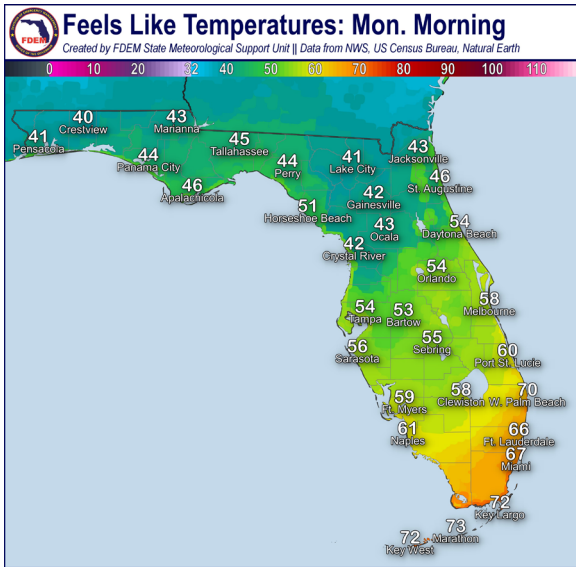 Feels Like Temperatures: Mon. Morning
Created by FDEM State Meteorological Support Unit || Data from NWS, US Census Bureau, Natural Earth
FDEM
0 10 20 32 40 50 60 70 80 90 100 110
40
Crestview
43
Marianna
41
Pensacola
45
Tallahassee
44
Panama City
44
Perry
41
Lake City
43
Jacksonville
46
Apalachicola
46
St. Augustine
42
Gainesville
51
Horseshoe Beach
43
Ocala
54
Daytona Beach
42
Crystal River
54
Orlando
58
Melbourne
54
Tampa
53
Bartow
56
Sarasota
55
Sebring
60
Port St. Lucie
59
Ft. Myers
58
Clewiston
70
W. Palm Beach
61
Naples
66
Ft. Lauderdale
67
Miami
72
Key Largo
73
Marathon
72
Key West